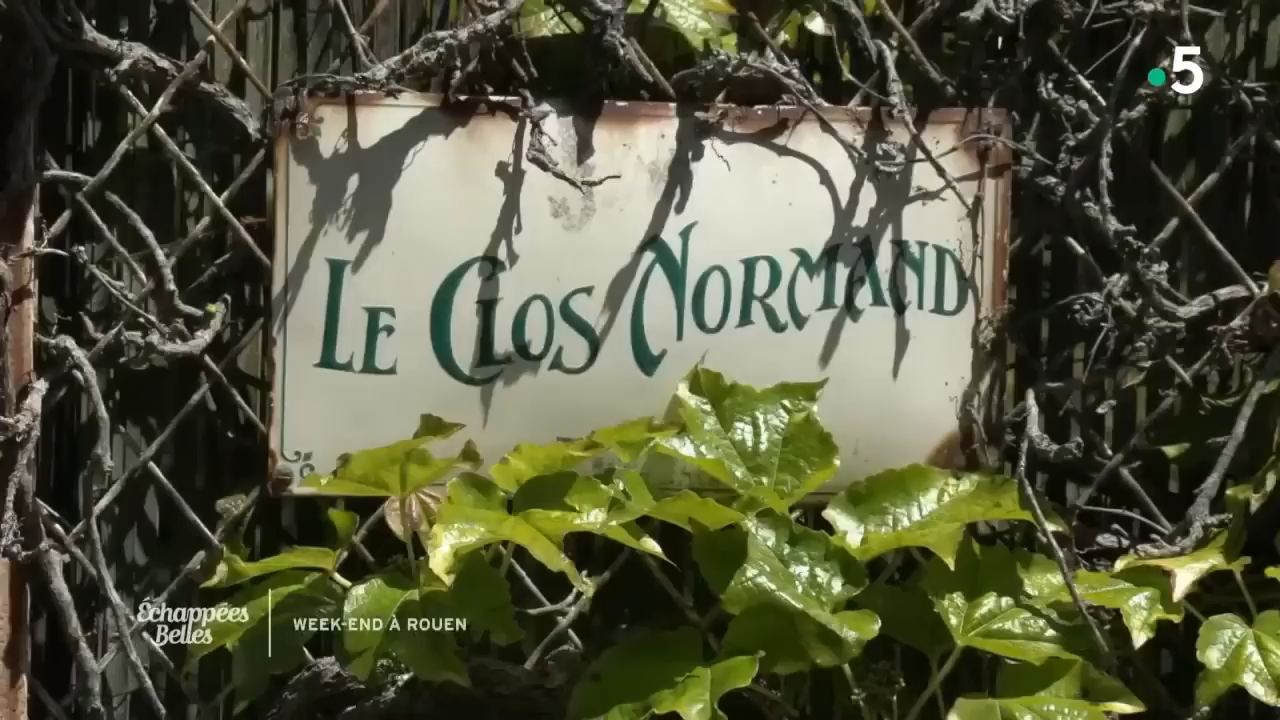 5
LE CLOS NORMAND
Échappées
Belles
WEEK-END À ROUEN